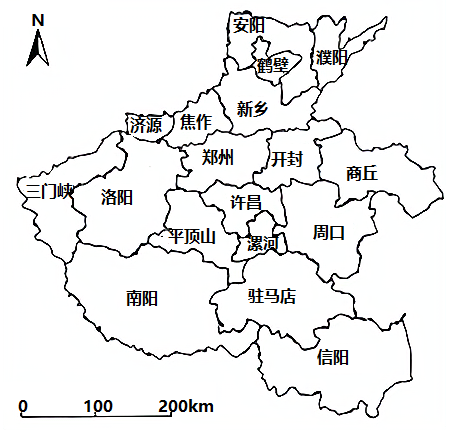 N
安阳
濮阳
鹤壁
新乡
济源
焦作
郑州
开封
商丘
三门峡
洛阳
许昌
平顶山
漯河
周口
南阳
驻马店
信阳
0 100 200km